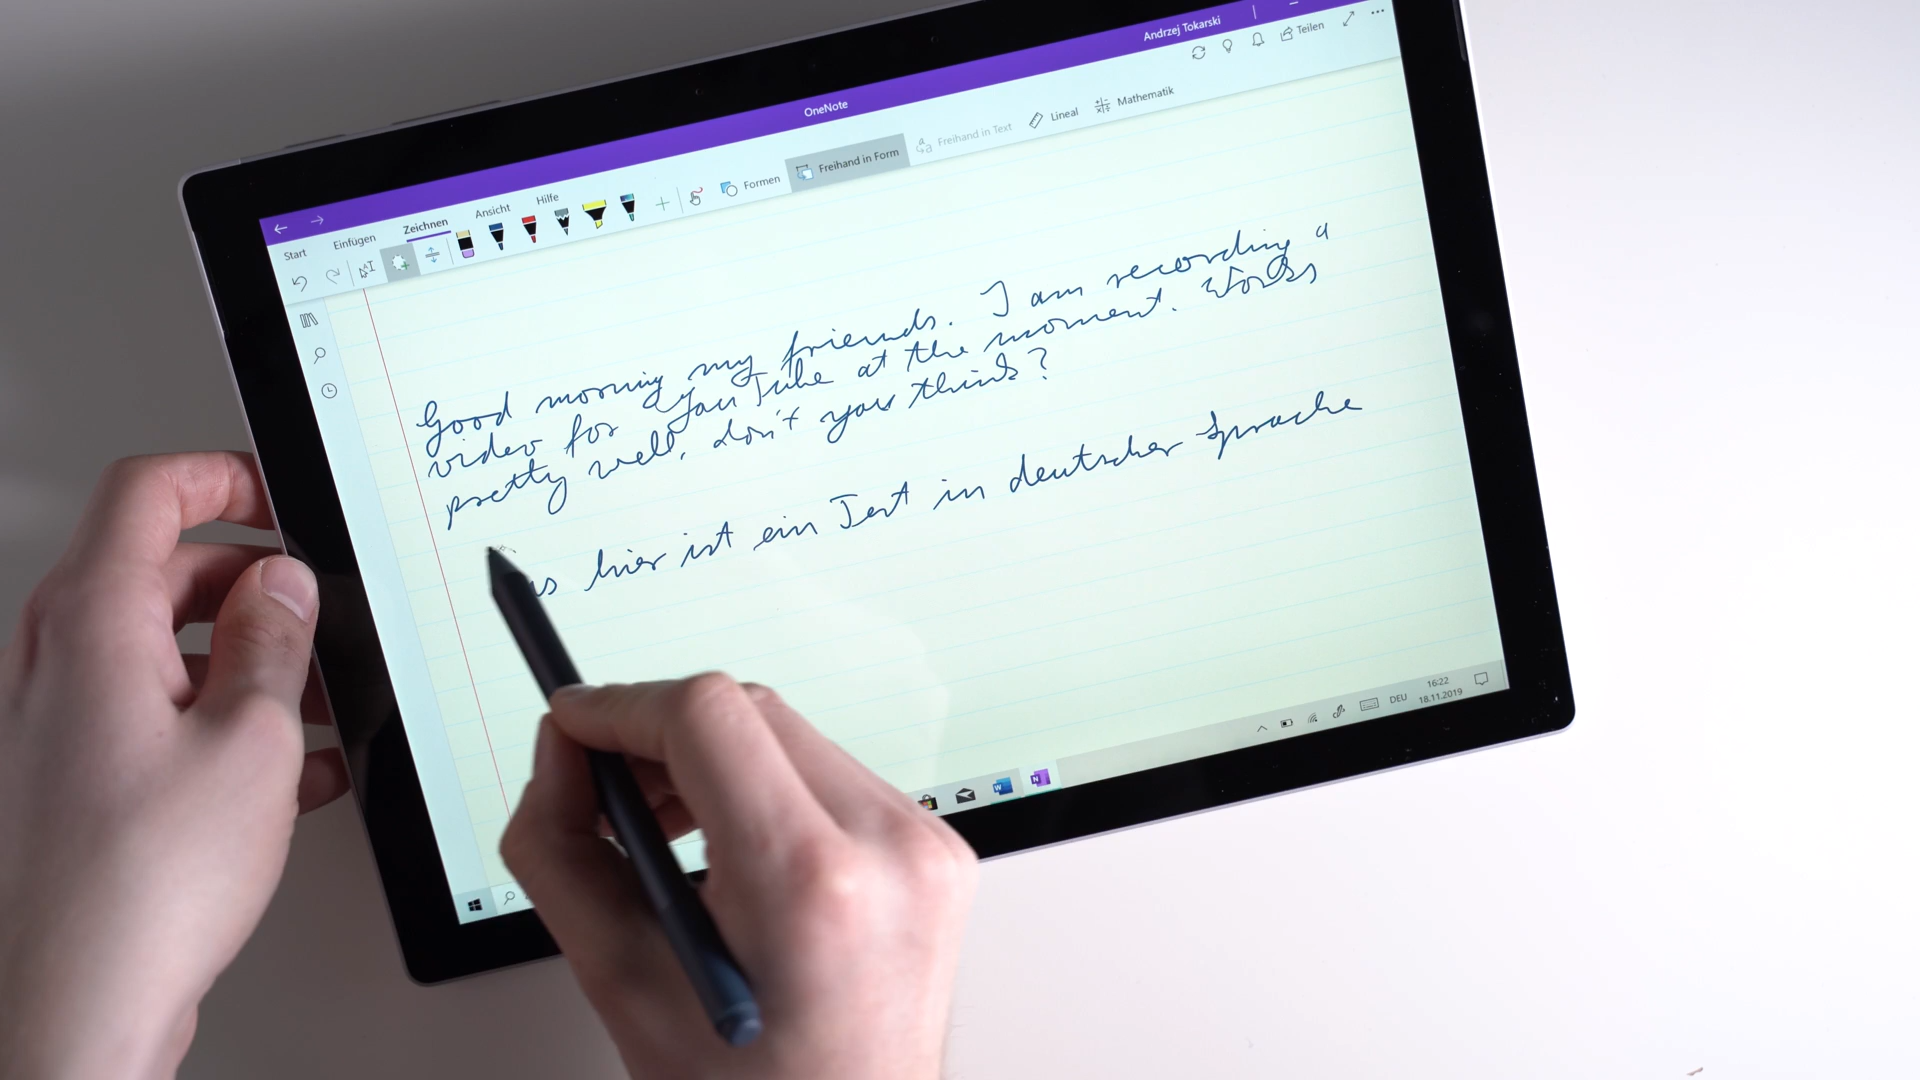 Andrzej Tokarski
OneNote
Teilen
Start Einfügen Zeichnen Ansicht Hilfe
Formen Freihand in Form Freihand in Text Lineal Mathematik
Good morning my friends. I am recording a
video for YouTube at the moment. Works
pretty well, don't you think?
hier ist ein Text in deutscher Sprache
DEU 16:22
18.11.2019